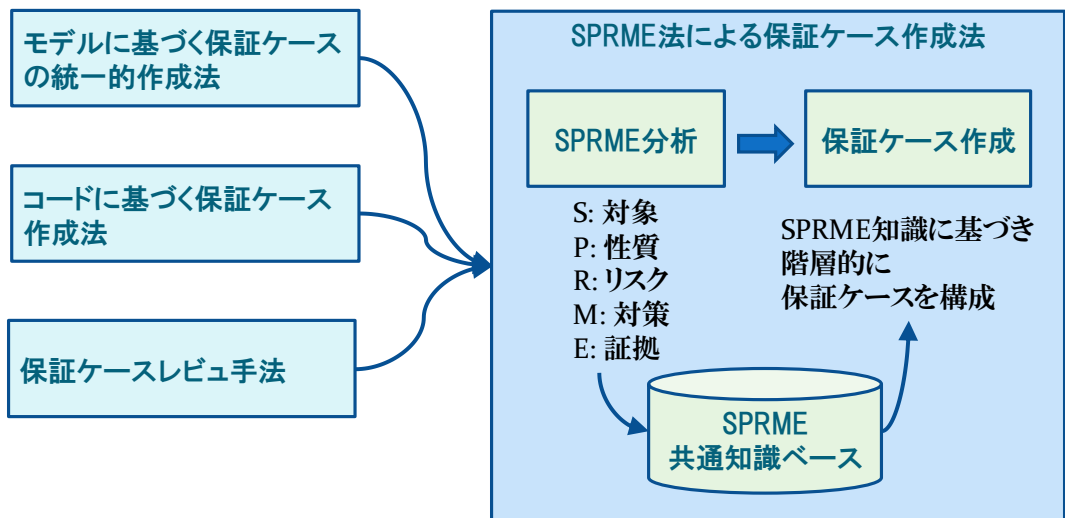 モデルに基づく保証ケース
の統一的作成法
コードに基づく保証ケース
作成法
保証ケースレビュ手法
SPRME法による保証ケース作成法
SPRME分析
保証ケース作成
S: 対象
P: 性質
R: リスク
M: 対策
E: 証拠
SPRME知識に基づき
階層的に
保証ケースを構成
SPRME
共通知識ベース